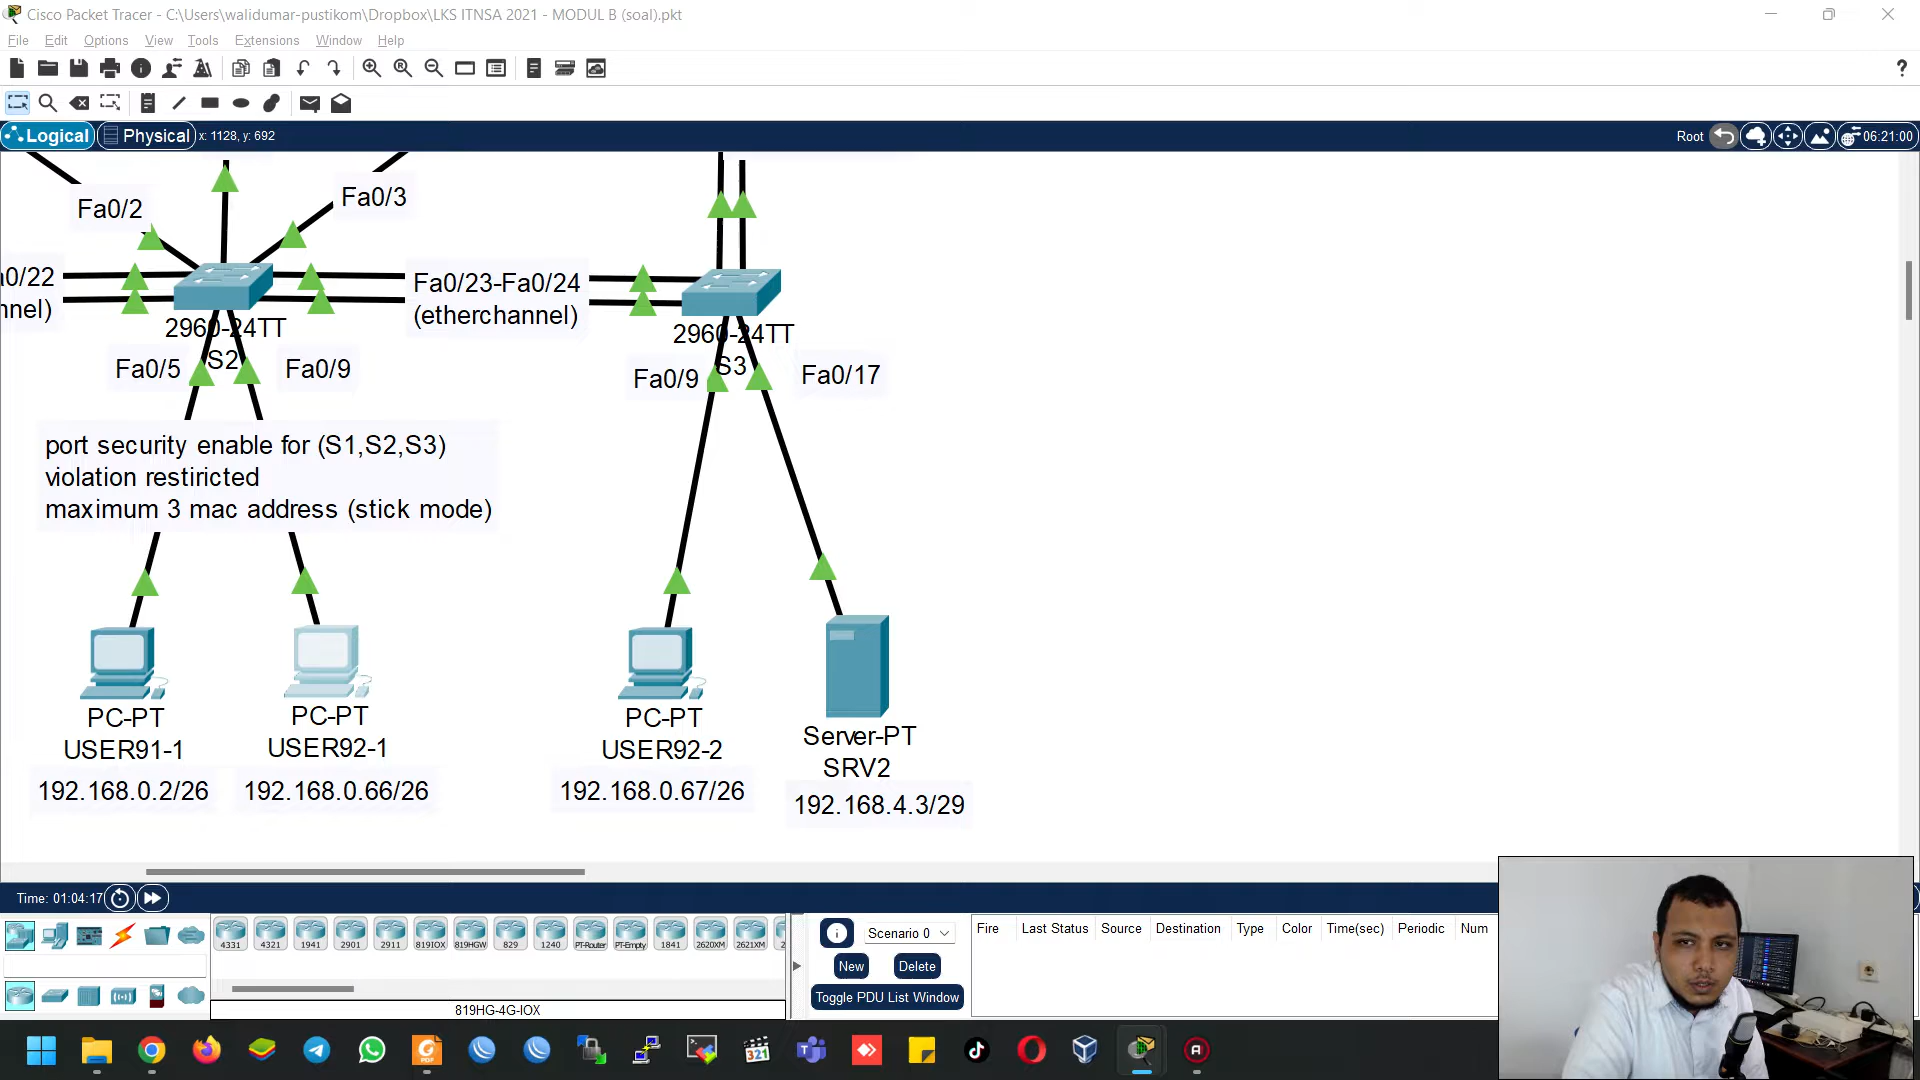 Cisco Packet Tracer - C:\Users\walidumar-pustikom\Dropbox\LKS ITNSA 2021 - MODUL B (soal).pkt
File Edit Options View Tools Extensions Window Help
?
Logical Physical x: 1128, y: 692
Root 06:21:00
Fa0/2
Fa0/3
a0/22
nnel)
Fa0/23-Fa0/24
(etherchannel)
2960-24TT
S2
2960-24TT
S3
Fa0/5
Fa0/9
Fa0/9
Fa0/17
port security enable for (S1,S2,S3)
violation restiricted
maximum 3 mac address (stick mode)
PC-PT
USER91-1
192.168.0.2/26
PC-PT
USER92-1
192.168.0.66/26
PC-PT
USER92-2
192.168.0.67/26
Server-PT
SRV2
192.168.4.3/29
Time: 01:04:17
4331 4321 1941 2901 2911 819IOX 819HGW 829 1240 PT-Router PT-Empty 1841 2620XM 2621XM 2
819HG-4G-IOX
Scenario 0
New Delete
Toggle PDU List Window
Fire Last Status Source Destination Type Color Time(sec) Periodic Num
321